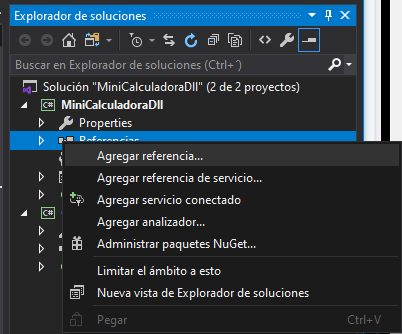 Explorador de soluciones
Buscar en Explorador de soluciones (Ctrl+´)
Solución "MiniCalculadoraDll" (2 de 2 proyectos)
C# MiniCalculadoraDll
Properties
Referencias
Agregar referencia...
Agregar referencia de servicio...
Agregar servicio conectado
Agregar analizador...
Administrar paquetes NuGet...
Limitar el ámbito a esto
Nueva vista de Explorador de soluciones
Pegar Ctrl+V